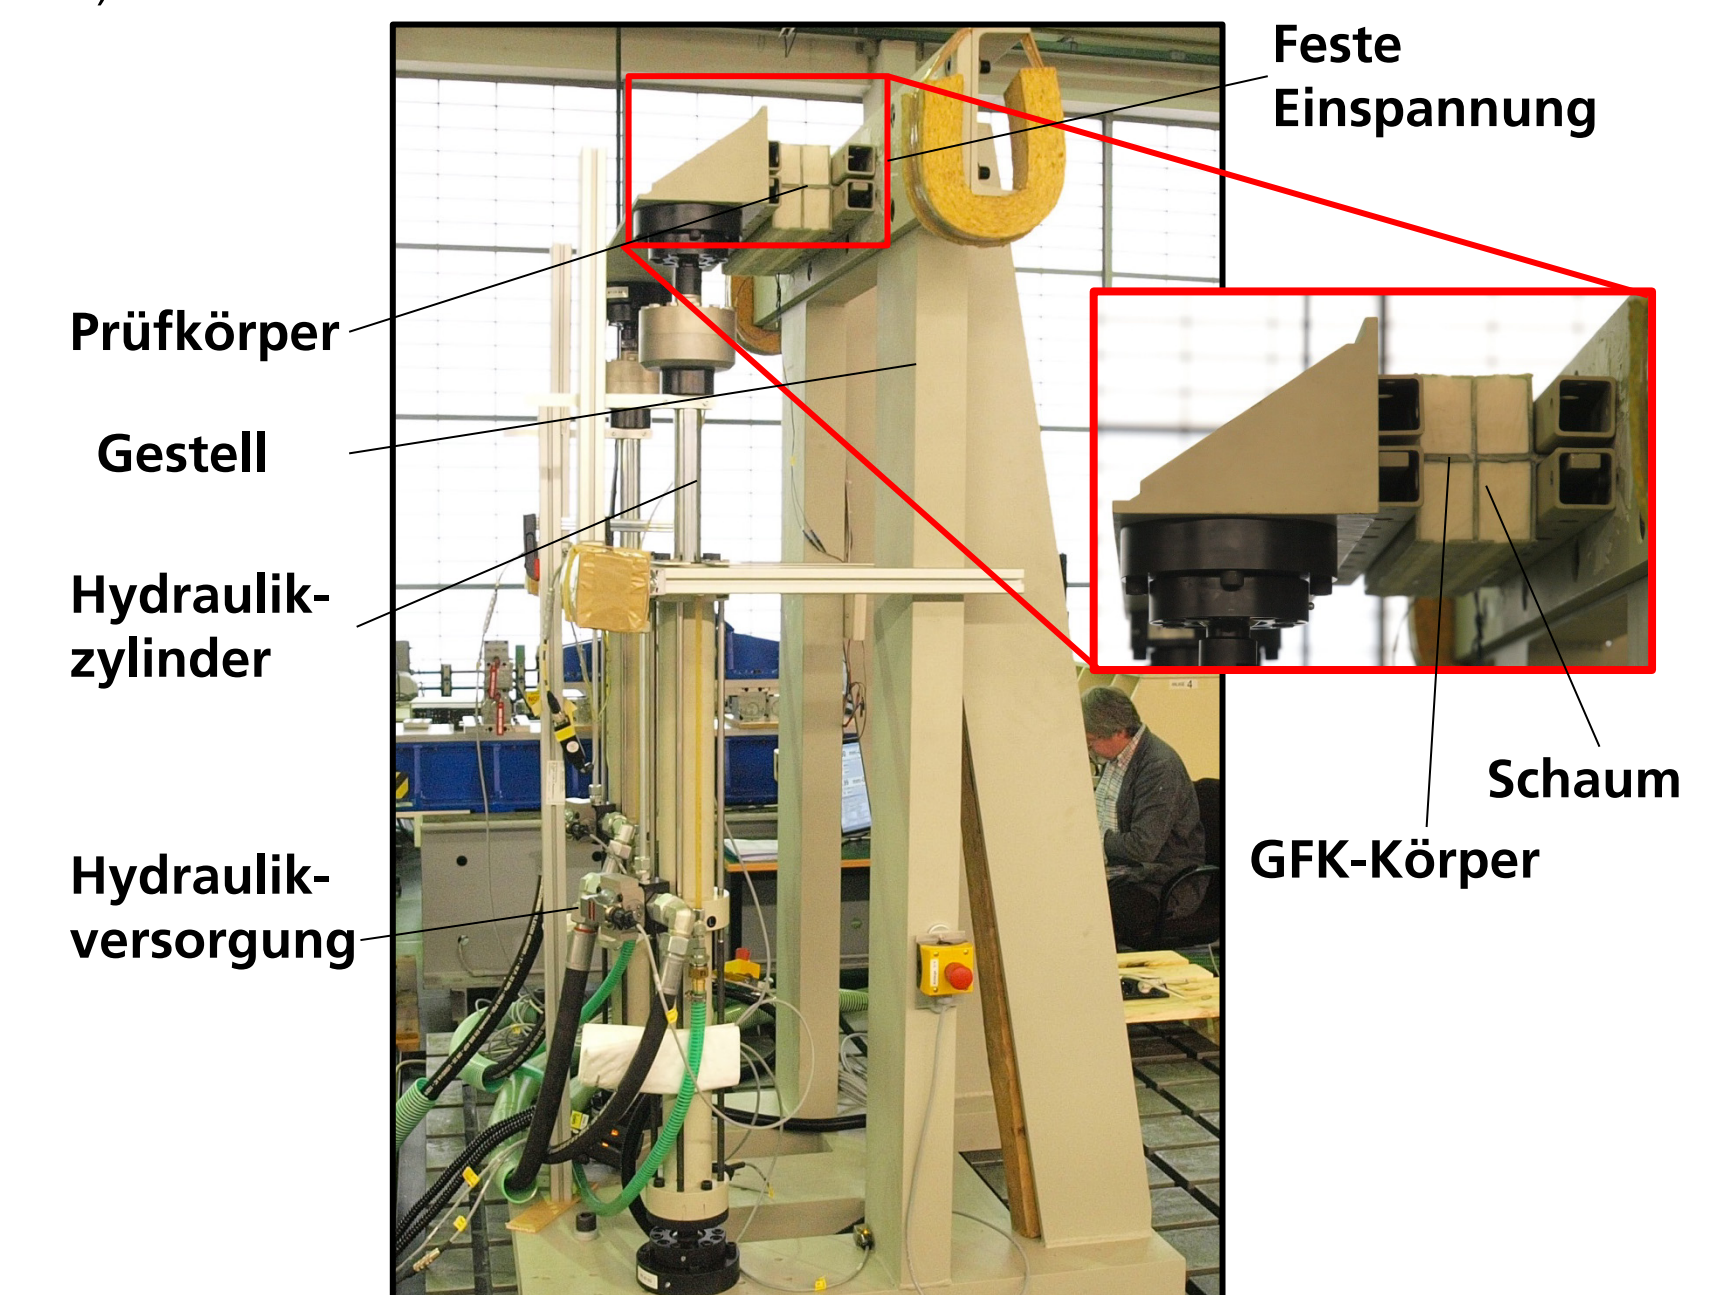 Feste
Einspannung
Prüfkörper
Gestell
Hydraulik-
zylinder
Schaum
GFK-Körper
Hydraulik-
versorgung